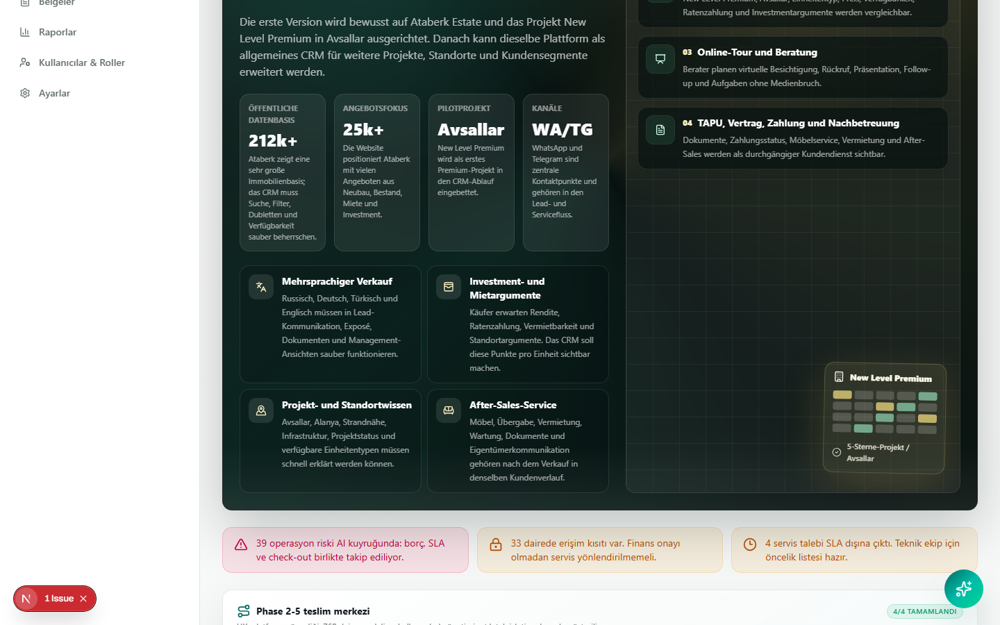 Belgeler
Raporlar
Kullanıcılar & Roller
Ayarlar
1 Issue
Die erste Version wird bewusst auf Ataberk Estate und das Projekt New
Level Premium in Avsallar ausgerichtet. Danach kann dieselbe Plattform als
allgemeines CRM für weitere Projekte, Standorte und Kundensegmente
erweitert werden.
ÖFFENTLICHE
DATENBASIS
212k+
Ataberk zeigt eine
sehr große
Immobilienbasis;
das CRM muss
Suche, Filter,
Dubletten und
Verfügbarkeit
sauber beherrschen.
ANGEBOTSFOKUS
25k+
Die Website
positioniert Ataberk
mit vielen
Angeboten aus
Neubau, Bestand,
Miete und
Investment.
PILOTPROJEKT
Avsallar
New Level Premium
wird als erstes
Premium-Projekt in
den CRM-Ablauf
eingebettet.
KANÄLE
WA/TG
WhatsApp und
Telegram sind
zentrale
Kontaktpunkte und
gehören in den
Lead- und
Servicefluss.
Mehrsprachiger Verkauf
Russisch, Deutsch, Türkisch und
Englisch müssen in Lead-
Kommunikation, Exposé,
Dokumenten und Management-
Ansichten sauber funktionieren.
Investment- und
Mietargumente
Käufer erwarten Rendite,
Ratenzahlung, Vermietbarkeit und
Standortargumente. Das CRM soll
diese Punkte pro Einheit sichtbar
machen.
Projekt- und Standortwissen
Avsallar, Alanya, Strandnähe,
Infrastruktur, Projektstatus und
verfügbare Einheitentypen müssen
schnell erklärt werden können.
After-Sales-Service
Möbel, Übergabe, Vermietung,
Wartung, Dokumente und
Eigentümerkommunikation
gehören nach dem Verkauf in
denselben Kundenverlauf.
Ratenzahlung und Investmentargumente werden vergleichbar.
03 Online-Tour und Beratung
Berater planen virtuelle Besichtigung, Rückruf, Präsentation, Follow-
up und Aufgaben ohne Medienbruch.
04 TAPU, Vertrag, Zahlung und Nachbetreuung
Dokumente, Zahlungsstatus, Möbelservice, Vermietung und After-
Sales werden als durchgängiger Kundendienst sichtbar.
New Level Premium
5-Sterne-Projekt /
Avsallar
39 operasyon riski AI kuyruğunda: borç, SLA
ve check-out birlikte takip ediliyor.
33 dairede erişim kısıtı var. Finans onayı
olmadan servis yönlendirilmemeli.
4 servis talebi SLA dışına çıktı. Teknik ekip için
öncelik listesi hazır.
Phase 2-5 teslim merkezi
4/4 TAMAMLANDI